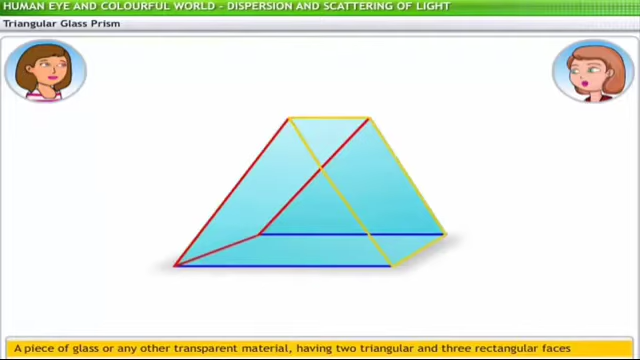 HUMAN EYE AND COLOURFUL WORLD – DISPERSION AND SCATTERING OF LIGHT
Triangular Glass Prism
A piece of glass or any other transparent material, having two triangular and three rectangular faces